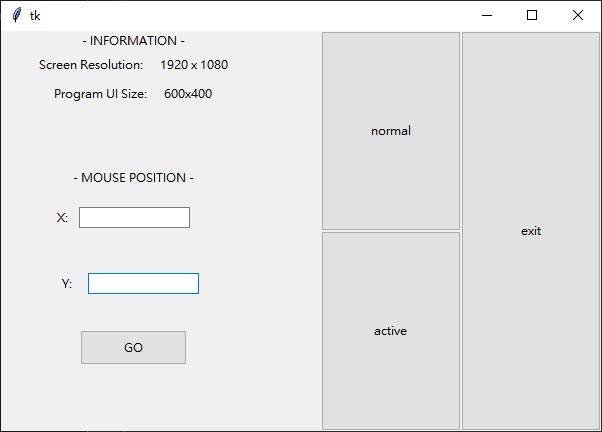 tk
- INFORMATION -
Screen Resolution: 1920 x 1080
Program UI Size: 600x400
- MOUSE POSITION -
X:
Y:
GO
normal
active
exit